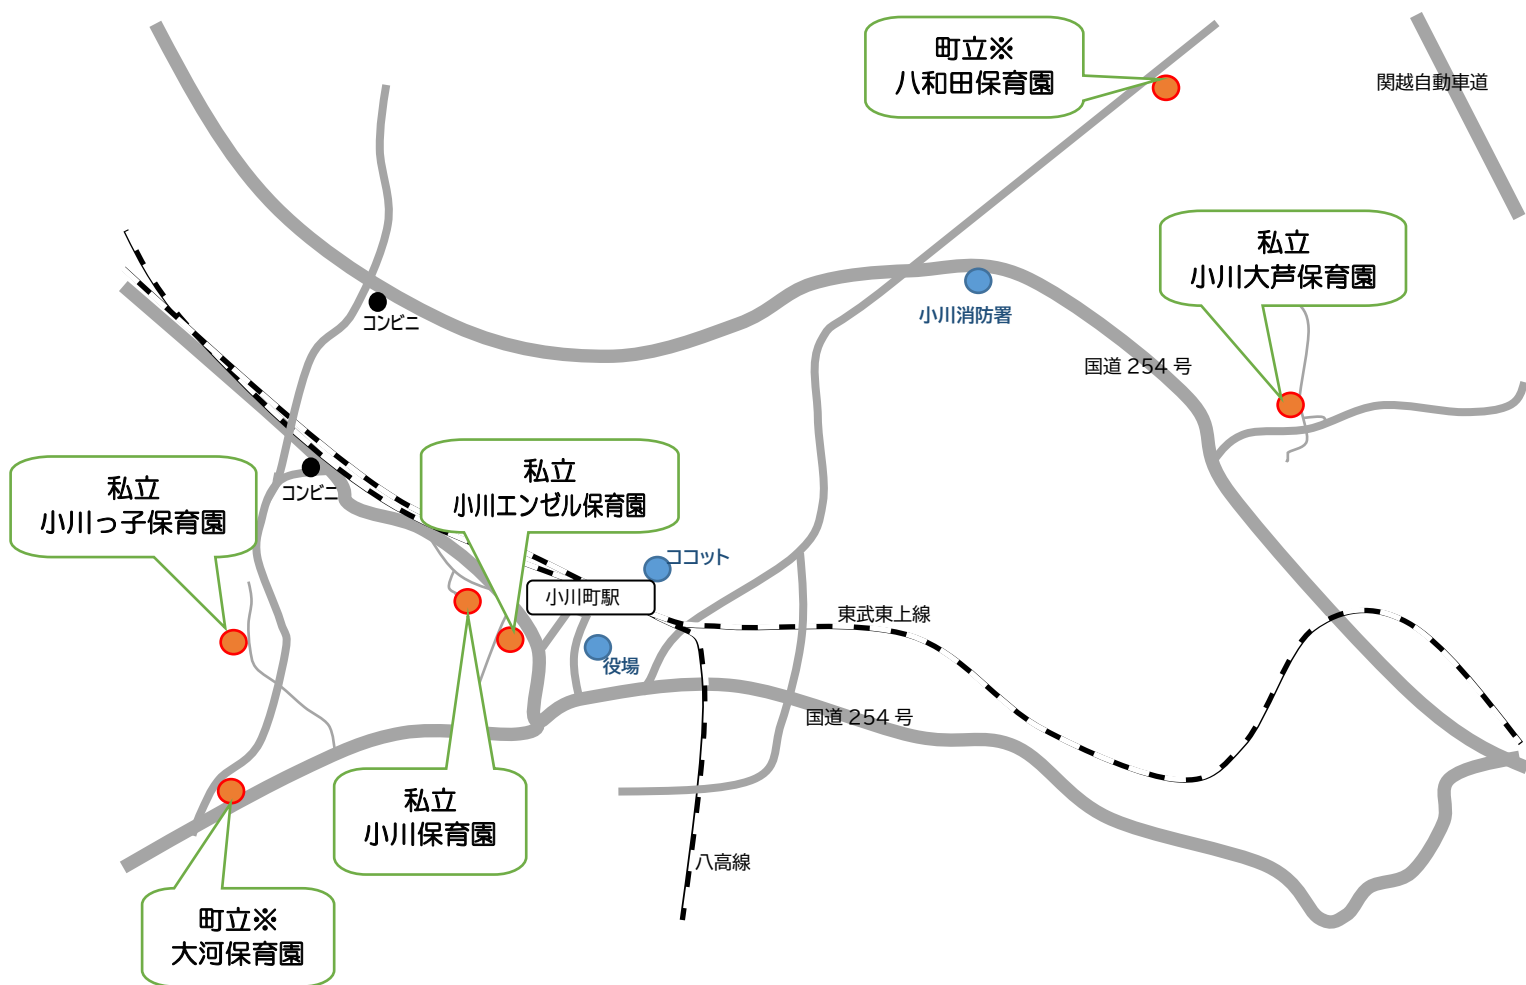 町立※
八和田保育園
関越自動車道
私立
小川大芦保育園
小川消防署
コンビニ
国道 254 号
私立
小川エンゼル保育園
私立
小川っ子保育園
コンビニ
ココット
小川町駅
東武東上線
役場
国道 254 号
私立
小川保育園
八高線
町立※
大河保育園